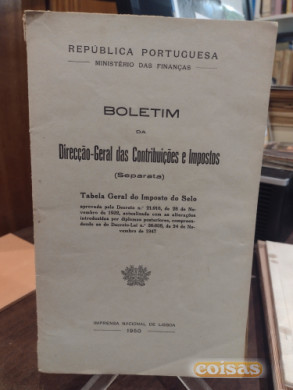 REPÚBLICA PORTUGUESA
MINISTÉRIO DAS FINANÇAS
BOLETIM
DA
Direcção-Geral das Contribuições e Impostos
(Separata)
Tabela Geral do Imposto do Selo
aprovada pelo Decreto n.º 21.916, de 28 de No-
vembro de 1932, actualizada com as alterações
introduzidas por diplomas posteriores, compreen-
dendo os do Decreto-Lei n.º de 24 de No-
vembro de 1947
IMPRENSA NACIONAL DE LISBOA
1950
coisas